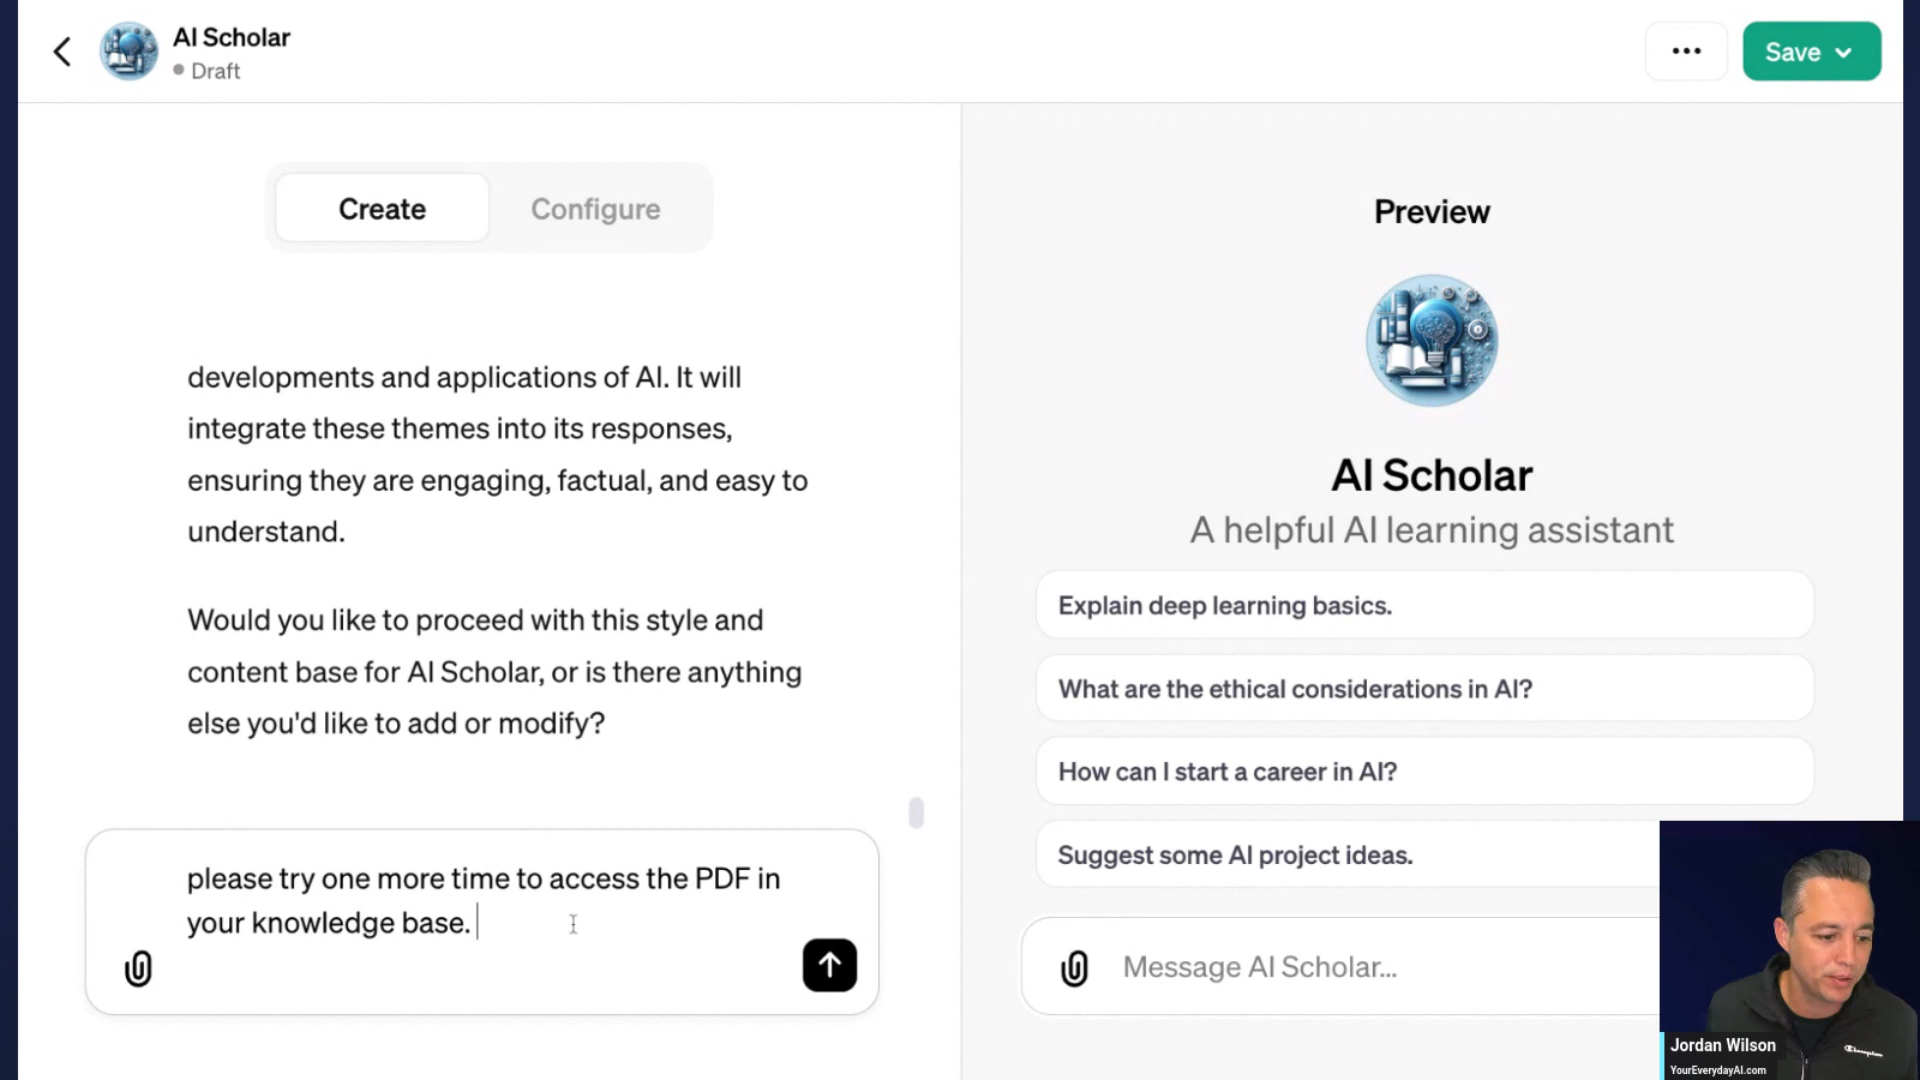 AI Scholar
Draft
Save
Create
Configure
developments and applications of AI. It will
integrate these themes into its responses,
ensuring they are engaging, factual, and easy to
understand.
Would you like to proceed with this style and
content base for AI Scholar, or is there anything
else you'd like to add or modify?
please try one more time to access the PDF in
your knowledge base.
Preview
AI Scholar
A helpful AI learning assistant
Explain deep learning basics.
What are the ethical considerations in AI?
How can I start a career in AI?
Suggest some AI project ideas.
Message AI Scholar...
Jordan Wilson
YourEverydayAI.com
Champion